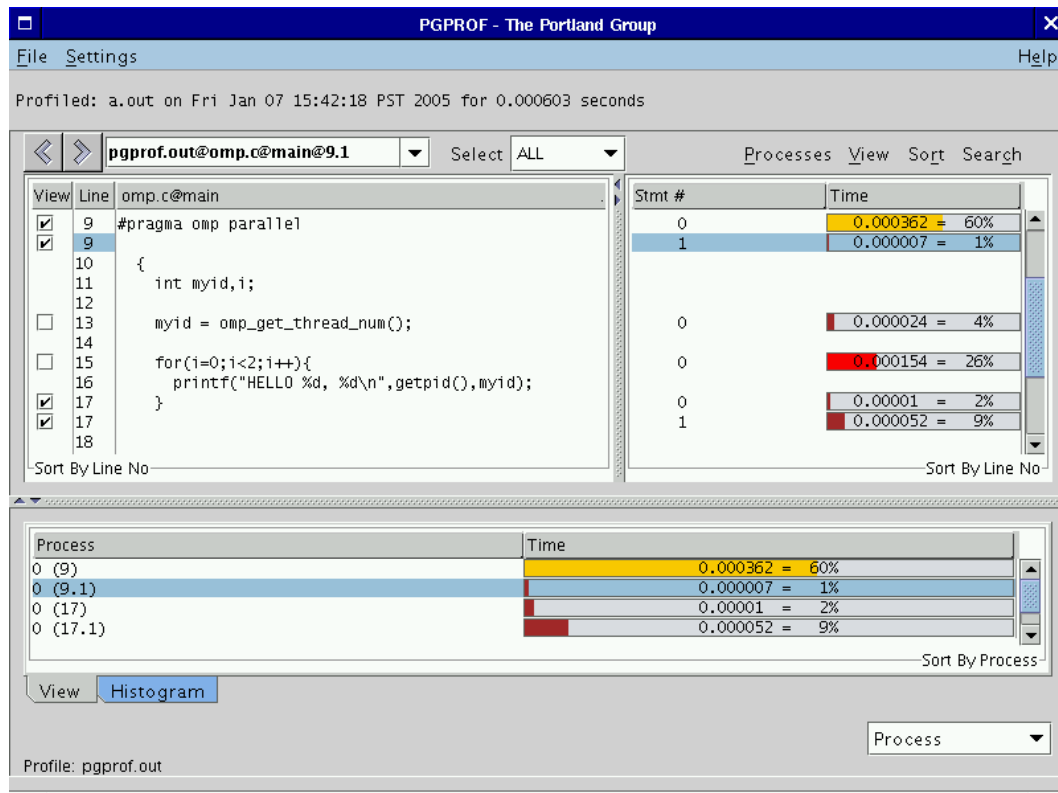 PGPROF - The Portland Group
File Settings Help
Profiled: a.out on Fri Jan 07 15:42:18 PST 2005 for 0.000603 seconds
pgprof.out@omp.c@main@9.1 Select ALL Processes View Sort Search
View Line omp.c@main Stmt # Time
9 #pragma omp parallel 0 0.000362 = 60%
9 1 0.000007 = 1%
10 {
11 int myid,i;
12
13 myid = omp_get_thread_num(); 0 0.000024 = 4%
14
15 for(i=0;i<2;i++){ 0 0.000154 = 26%
16 printf("HELLO %d, %d\n",getpid(),myid);
17 } 0 0.00001 = 2%
17 1 0.000052 = 9%
18
Sort By Line No Sort By Line No
Process Time
0 (9) 0.000362 = 60%
0 (9.1) 0.000007 = 1%
0 (17) 0.00001 = 2%
0 (17.1) 0.000052 = 9%
Sort By Process
View Histogram
Process
Profile: pgprof.out